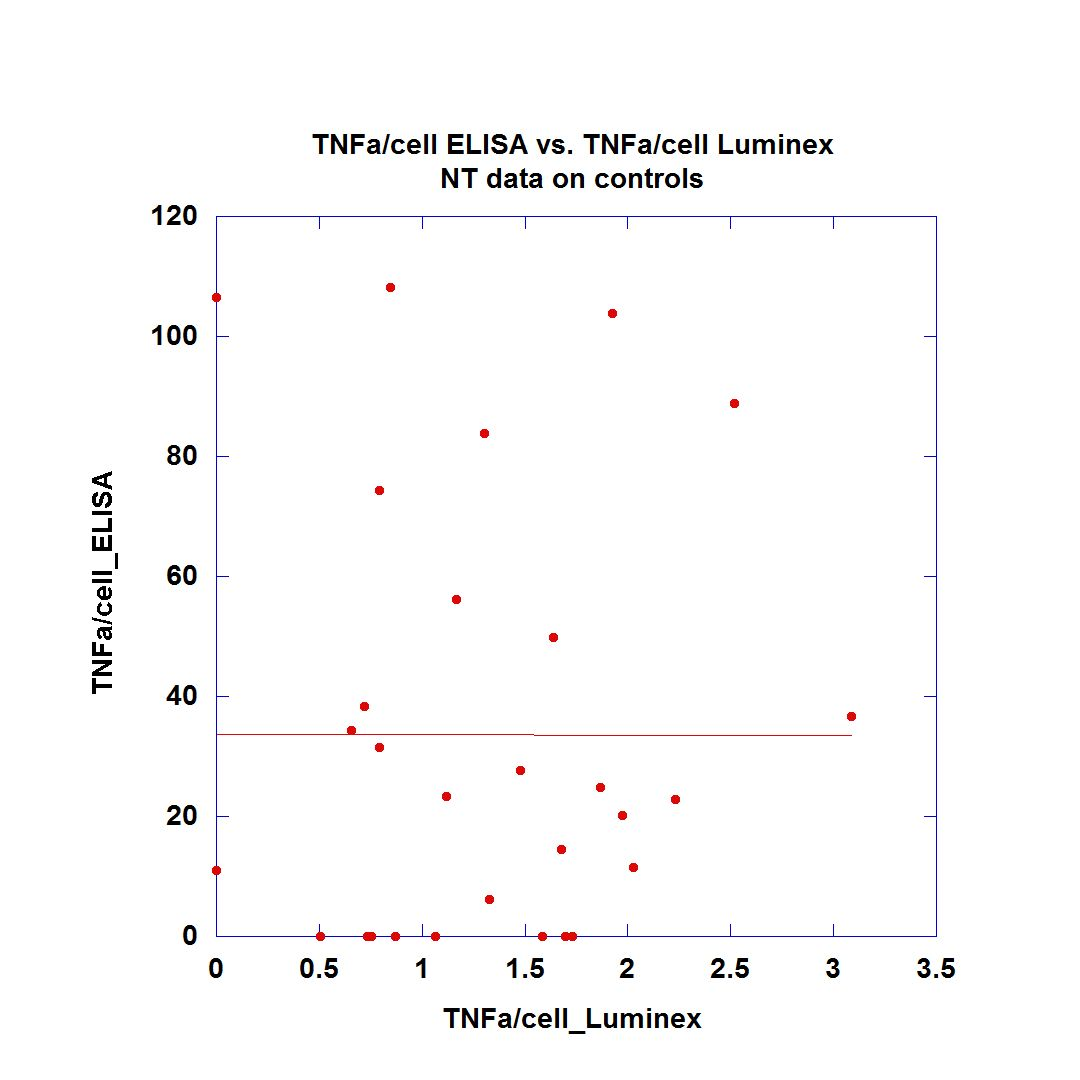 TNFa/cell ELISA vs. TNFa/cell Luminex
NT data on controls
120
100
80
60
40
20
0
TNFa/cell_ELISA
0 0.5 1 1.5 2 2.5 3 3.5
TNFa/cell_Luminex